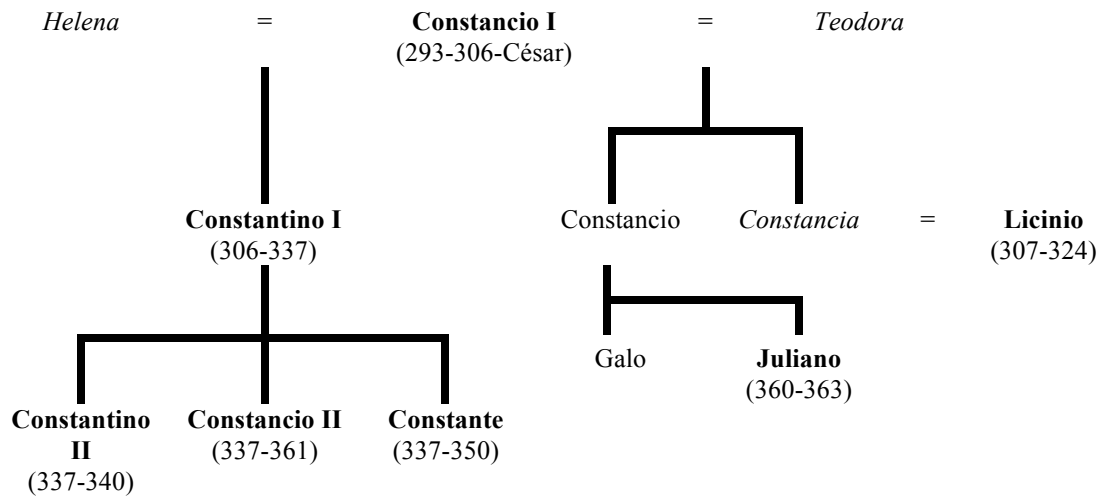 Helena = Constancio I = Teodora
(293-306-César)
Constantino I Constancio Constancia = Licinio
(306-337) (307-324)
Galo Juliano
(360-363)
Constantino Constancio II Constante
II (337-361) (337-350)
(337-340)